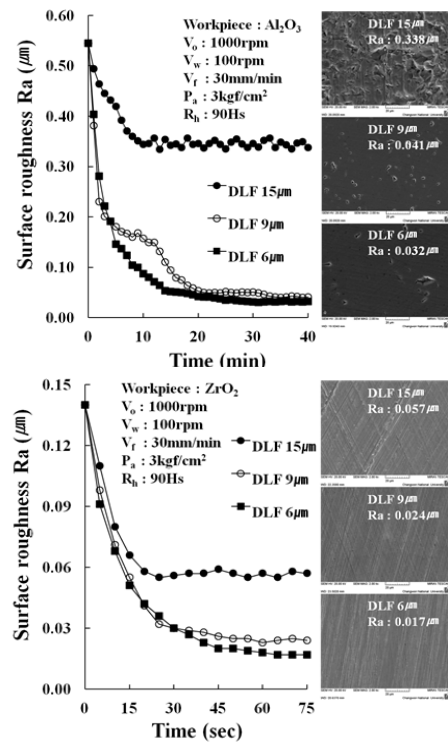 Workpiece : Al₂O₃
Vₒ : 1000rpm
V_w : 100rpm
V_f : 30mm/min
Pₐ : 3kgf/cm²
Rₕ : 90Hs
DLF 15㎛
DLF 9㎛
DLF 6㎛
Surface roughness Ra (㎛)
0.60
0.50
0.40
0.30
0.20
0.10
0.00
0
10
20
30
40
Time (min)
DLF 15㎛
Ra : 0.338㎛
DLF 9㎛
Ra : 0.041㎛
DLF 6㎛
Ra : 0.032㎛
Workpiece : ZrO₂
Vₒ : 1000rpm
V_w : 100rpm
V_f : 30mm/min
Pₐ : 3kgf/cm²
Rₕ : 90Hs
DLF 15㎛
DLF 9㎛
DLF 6㎛
Surface roughness Ra (㎛)
0.15
0.12
0.09
0.06
0.03
0.00
0
15
30
45
60
75
Time (sec)
DLF 15㎛
Ra : 0.057㎛
DLF 9㎛
Ra : 0.024㎛
DLF 6㎛
Ra : 0.017㎛